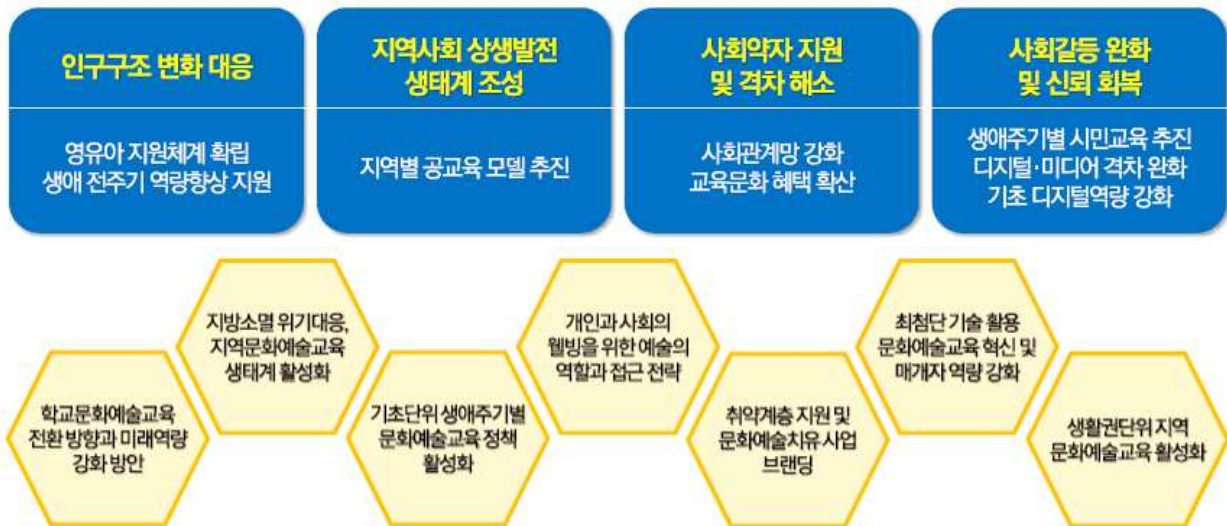 인구구조 변화 대응
영유아 지원체계 확립
생애 전주기 역량향상 지원
지역사회 상생발전
생태계 조성
지역별 공교육 모델 추진
사회약자 지원
및 격차 해소
사회관계망 강화
교육문화 혜택 확산
사회갈등 완화
및 신뢰 회복
생애주기별 시민교육 추진
디지털·미디어 격차 완화
기초 디지털역량 강화
학교문화예술교육
전환 방향과 미래역량
강화 방안
지방소멸 위기대응,
지역문화예술교육
생태계 활성화
기초단위 생애주기별
문화예술교육 정책
활성화
개인과 사회의
웰빙을 위한 예술의
역할과 접근 전략
취약계층 지원 및
문화예술치유 사업
브랜딩
최첨단 기술 활용
문화예술교육 혁신 및
매개자 역량 강화
생활권단위 지역
문화예술교육 활성화